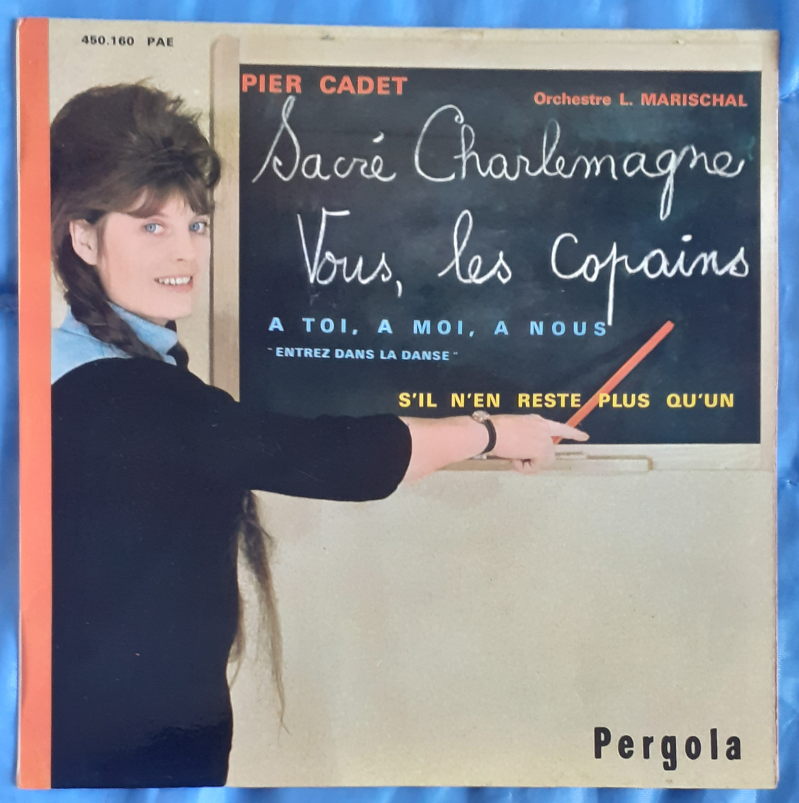 450.160 PAE
PIER CADET
Orchestre L. MARISCHAL
Sacré Charlemagne
Vous, les copains
A TOI, A MOI, A NOUS
"ENTREZ DANS LA DANSE"
S'IL N'EN RESTE PLUS QU'UN
Pergola